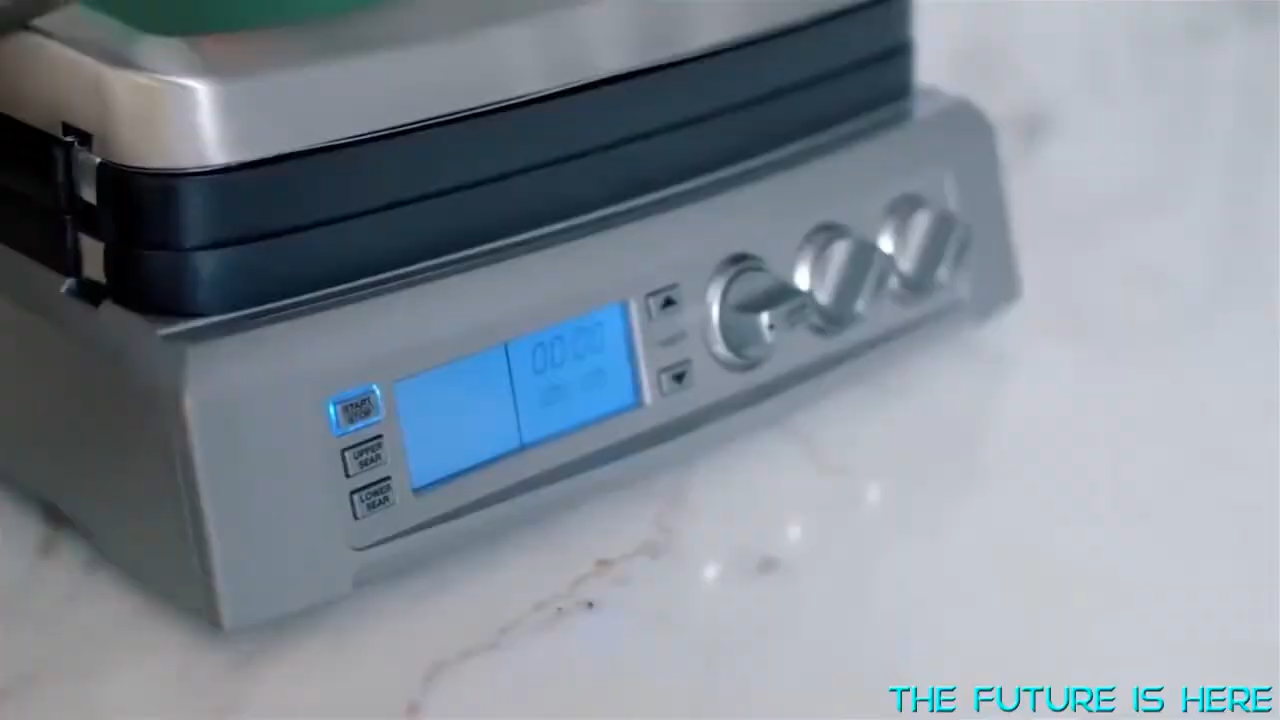 START
STOP
UPPER
SEAR
LOWER
SEAR
00:00
THE FUTURE IS HERE